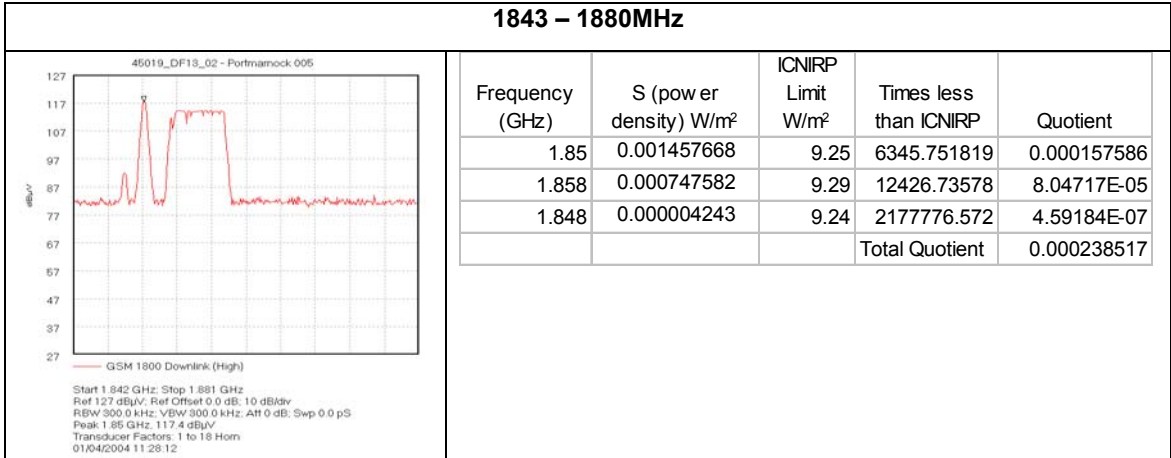 1843 – 1880MHz
45019_DF13_02 - Portmarnock 005
127
117
107
97
87
77
67
57
47
37
27
dBµV
GSM 1800 Downlink (High)
Start 1.842 GHz; Stop 1.881 GHz
Ref 127 dBµV; Ref Offset 0.0 dB; 10 dB/div
RBW 300.0 kHz; VBW 300.0 kHz; Att 0 dB; Swp 0.0 pS
Peak 1.85 GHz, 117.4 dBµV
Transducer Factors: 1 to 18 Horn
01/04/2004 11:28:12
ICNIRP
Frequency S (power Limit Times less
(GHz) density) W/m² W/m² than ICNIRP Quotient
1.85 0.001457668 9.25 6345.751819 0.000157586
1.858 0.000747582 9.29 12426.73578 8.04717E-05
1.848 0.000004243 9.24 2177776.572 4.59184E-07
Total Quotient 0.000238517